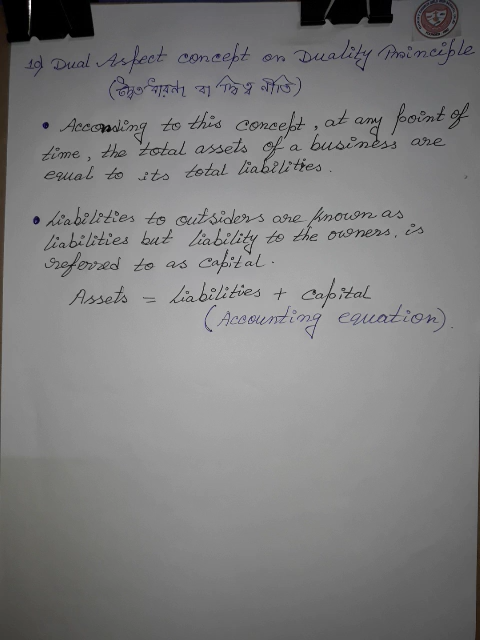 10) Dual Aspect concept or Duality Principle
(দ্বৈত ধারনা বা দ্বিত্ব নীতি)
• According to this concept, at any point of
time, the total assets of a business are
equal to its total liabilities.
• Liabilities to outsiders are known as
liabilities but liability to the owners, is
referred to as capital.
Assets = Liabilities + Capital
(Accounting equation).